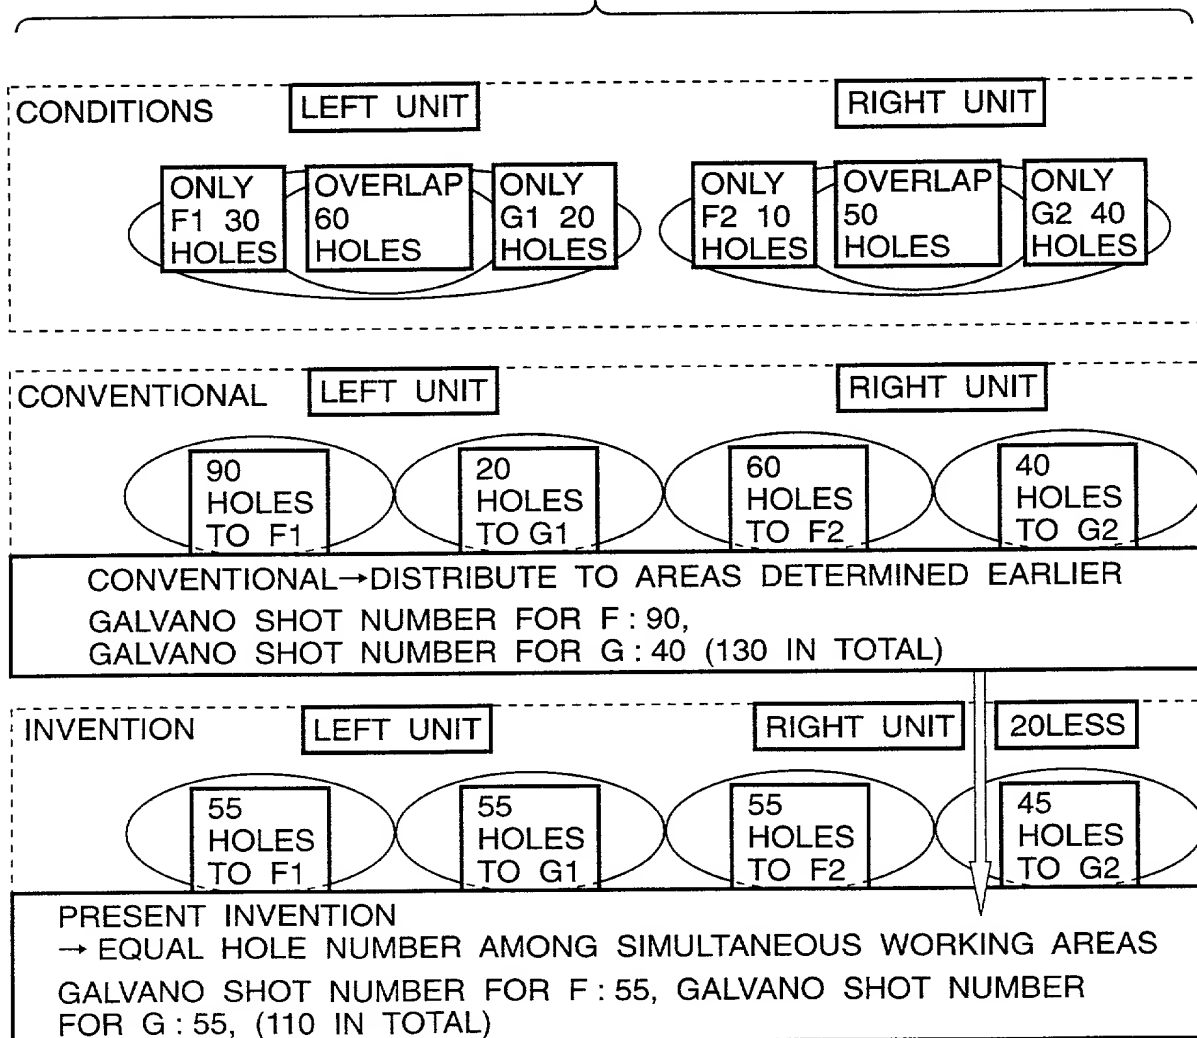 CONDITIONS
LEFT UNIT
RIGHT UNIT
ONLY
F1 30
HOLES
OVERLAP
60
HOLES
ONLY
G1 20
HOLES
ONLY
F2 10
HOLES
OVERLAP
50
HOLES
ONLY
G2 40
HOLES
CONVENTIONAL
LEFT UNIT
RIGHT UNIT
90
HOLES
TO F1
20
HOLES
TO G1
60
HOLES
TO F2
40
HOLES
TO G2
CONVENTIONAL→DISTRIBUTE TO AREAS DETERMINED EARLIER
GALVANO SHOT NUMBER FOR F : 90,
GALVANO SHOT NUMBER FOR G : 40 (130 IN TOTAL)
INVENTION
LEFT UNIT
RIGHT UNIT
20LESS
55
HOLES
TO F1
55
HOLES
TO G1
55
HOLES
TO F2
45
HOLES
TO G2
PRESENT INVENTION
→ EQUAL HOLE NUMBER AMONG SIMULTANEOUS WORKING AREAS
GALVANO SHOT NUMBER FOR F : 55, GALVANO SHOT NUMBER
FOR G : 55, (110 IN TOTAL)